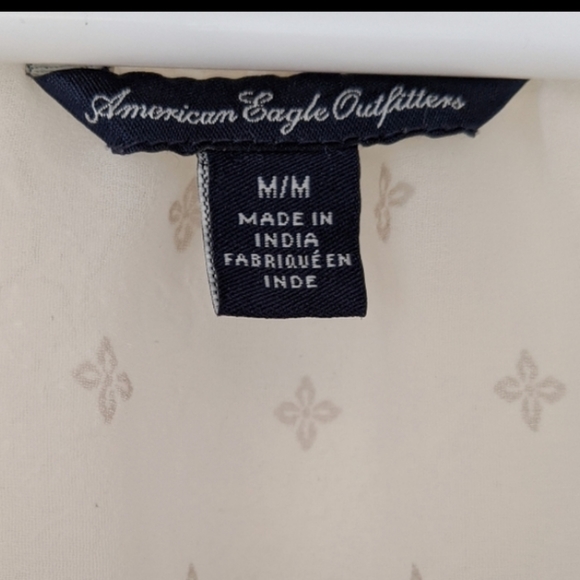 American Eagle Outfitters
M/M
MADE IN
INDIA
FABRIQUÉ EN
INDE